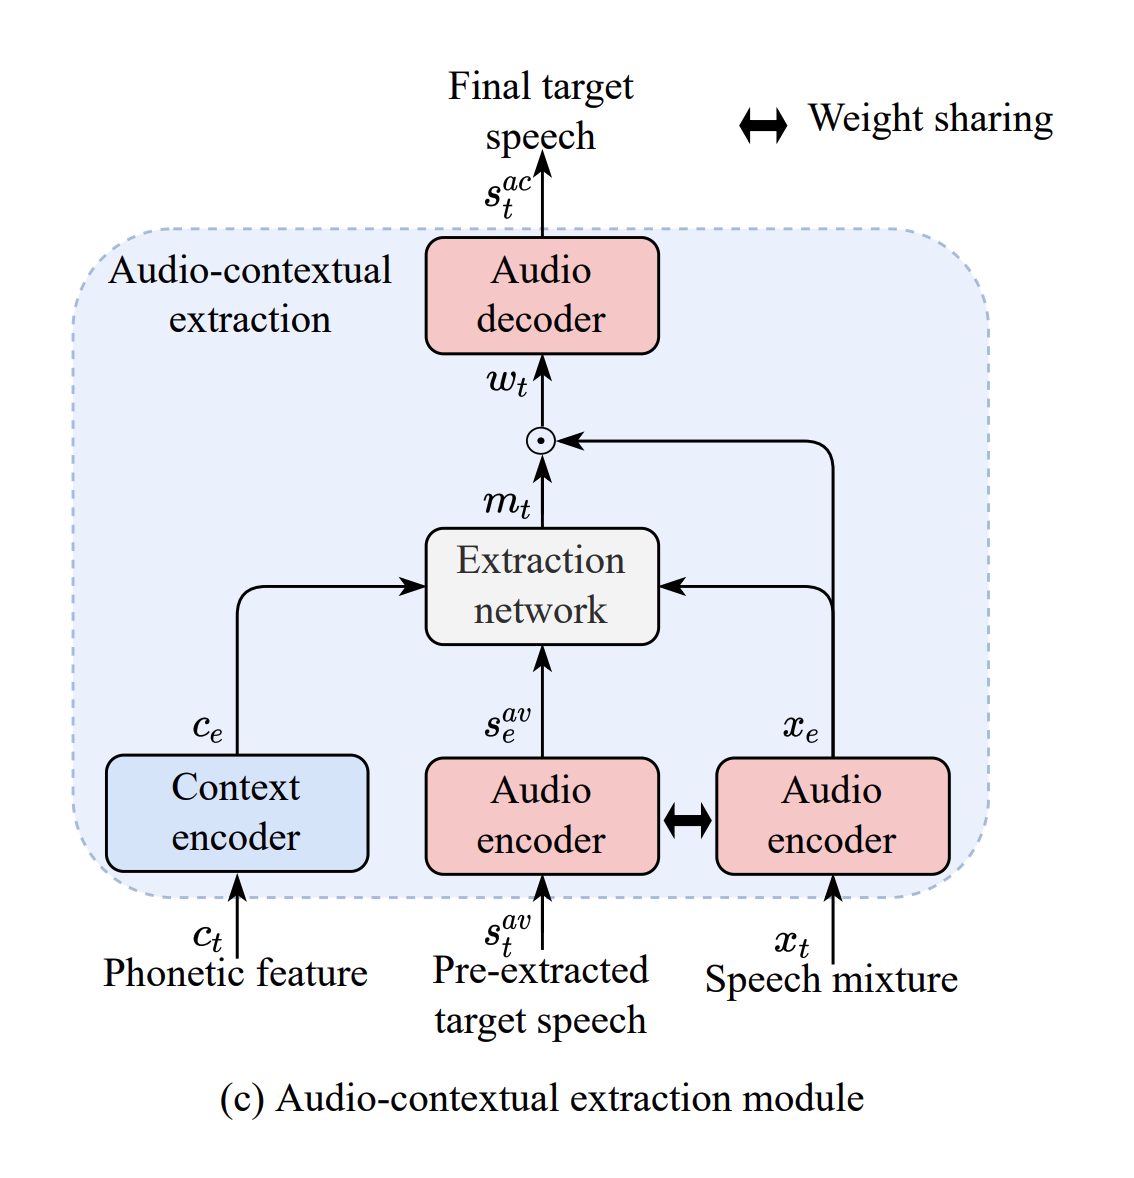 Final target
speech
Weight sharing
s_t^{ac}
Audio-contextual
extraction
Audio
decoder
w_t
m_t
Extraction
network
c_e
s_e^{av}
x_e
Context
encoder
Audio
encoder
Audio
encoder
c_t
s_t^{av}
x_t
Phonetic feature
Pre-extracted
target speech
Speech mixture
(c) Audio-contextual extraction module